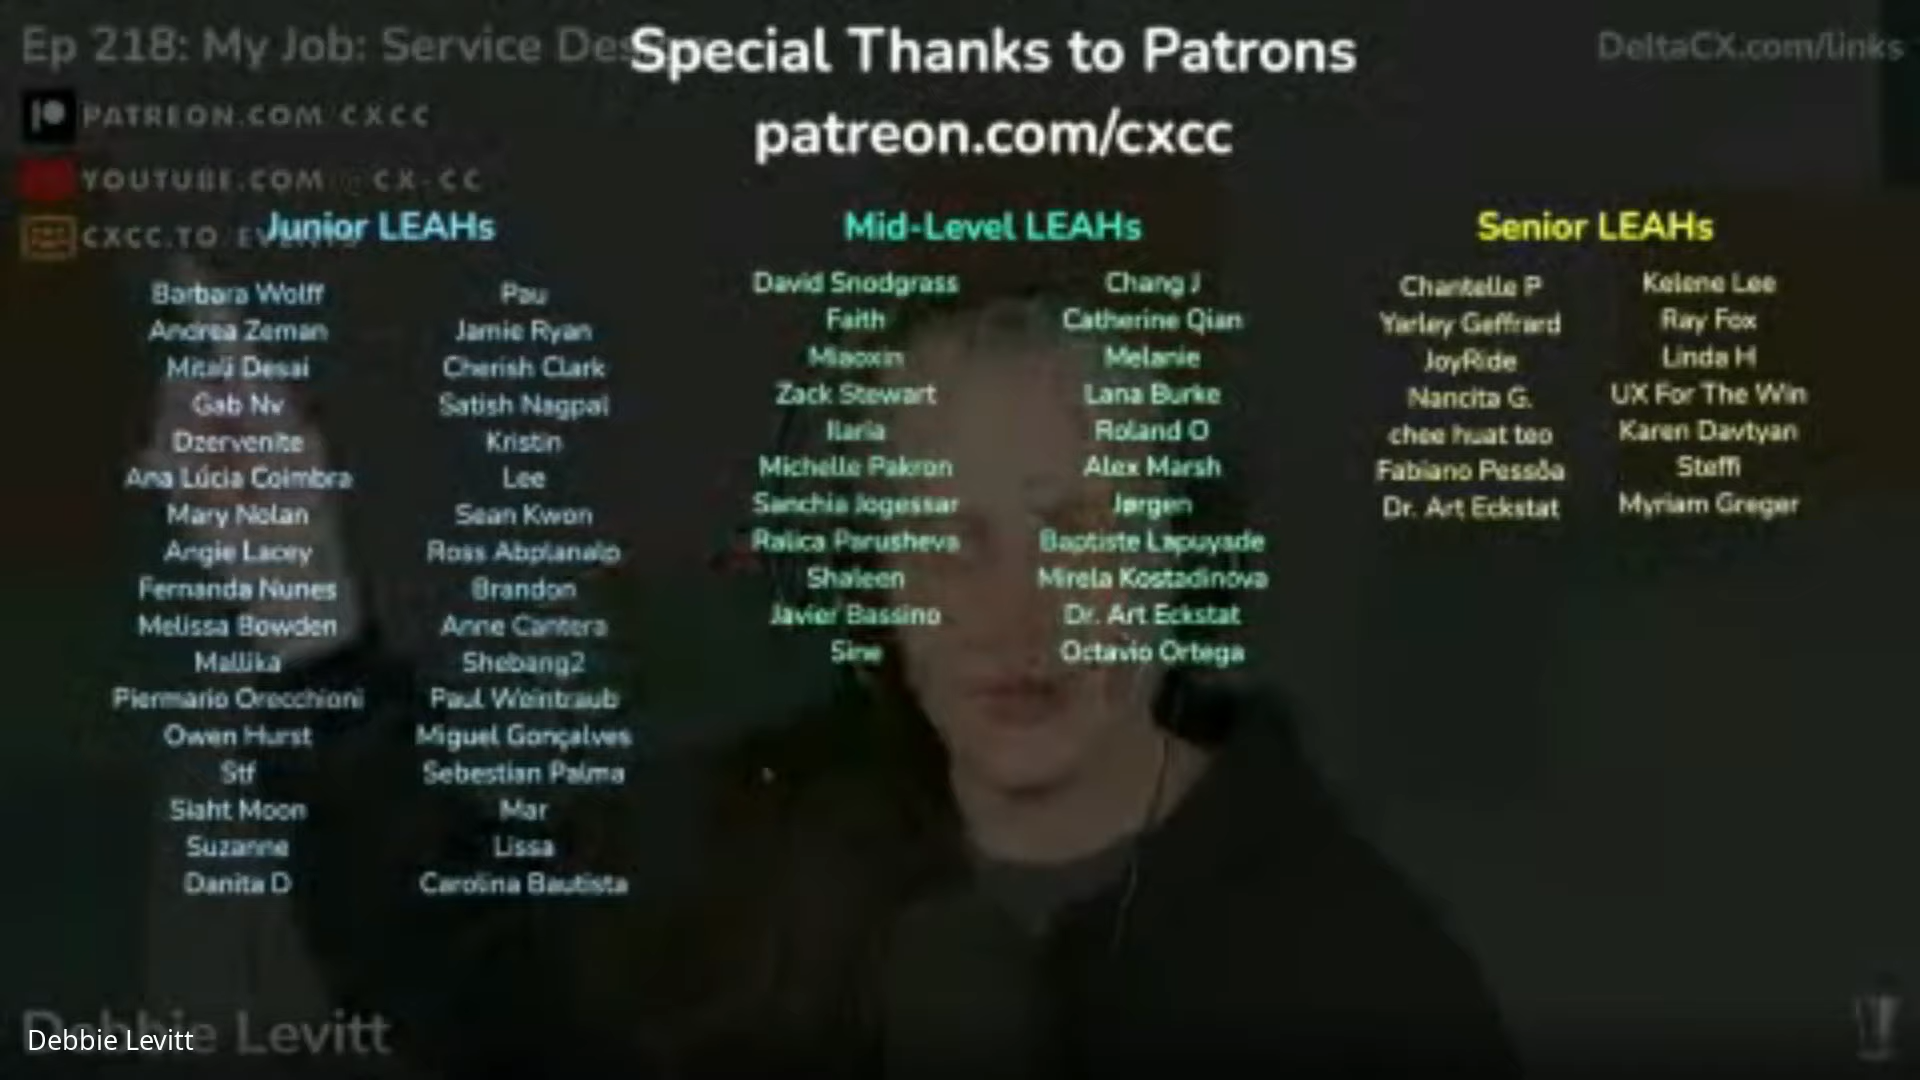 Ep 218: My Job: Service Des
Special Thanks to Patrons
DeltaCX.com/links
PATREON.COM/CXCC
patreon.com/cxcc
YOUTUBE.COM @CX-CC
CXCC.TO/EVENTS
Junior LEAHs
Barbara Wolff
Andrea Zeman
Mitali Desai
Gab Nv
Dzervenite
Ana Lúcia Coimbra
Mary Nolan
Angie Lacey
Fernanda Nunes
Melissa Bowden
Mallika
Piermario Orecchioni
Owen Hurst
Stf
Siaht Moon
Suzanne
Danita D
Pau
Jamie Ryan
Cherish Clark
Satish Nagpal
Kristin
Lee
Sean Kwon
Ross Abplanalp
Brandon
Anne Cantera
Shebang2
Paul Weintraub
Miguel Gonçalves
Sebestian Palma
Mar
Lissa
Carolina Bautista
Mid-Level LEAHs
David Snodgrass
Faith
Miaoxin
Zack Stewart
Ilaria
Michelle Pakron
Sanchia Jogessar
Ralica Parusheva
Shaleen
Javier Bassino
Sine
Chang J
Catherine Qian
Melanie
Lana Burke
Roland O
Alex Marsh
Jørgen
Baptiste Lapuyade
Mirela Kostadinova
Dr. Art Eckstat
Octavio Ortega
Senior LEAHs
Chantelle P
Yarley Geffrard
JoyRide
Nancita G.
chee huat teo
Fabiano Pessôa
Dr. Art Eckstat
Kelene Lee
Ray Fox
Linda H
UX For The Win
Karen Davtyan
Steffi
Myriam Greger
Debbie Levitt
Debbie Levitt